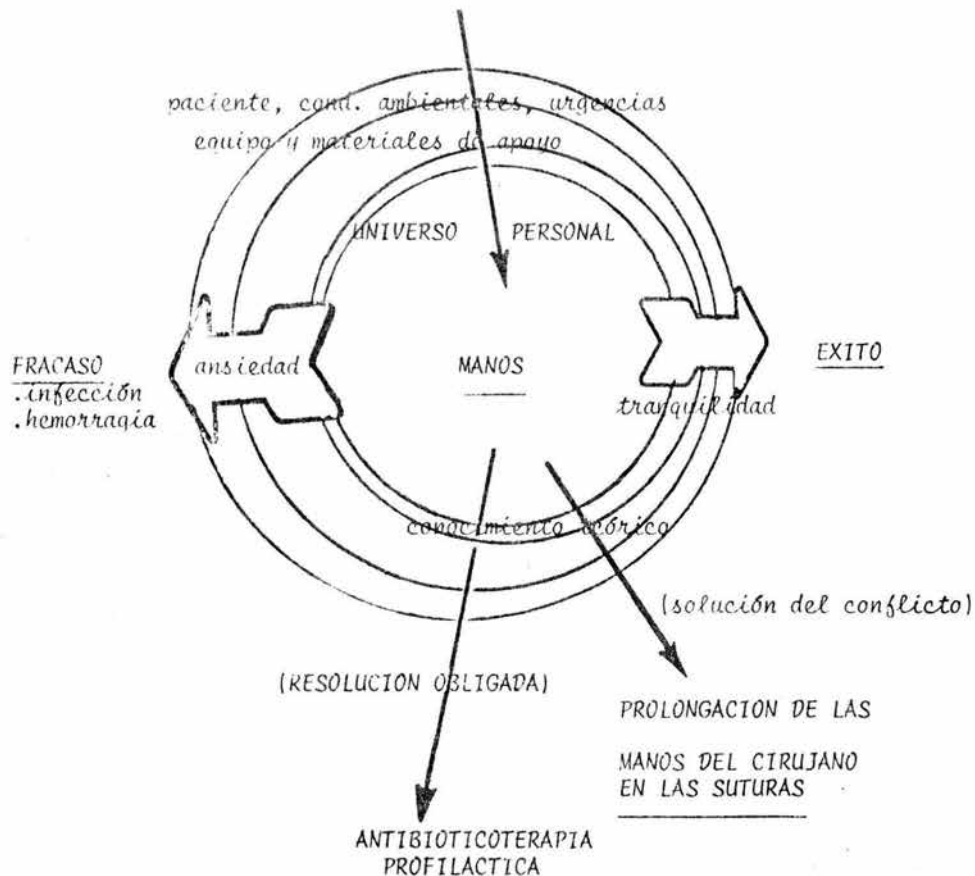 paciente, cond. ambientales, urgencias
equipo y materiales de apoyo
UNIVERSO PERSONAL
FRACASO
.infección
.hemorragia
ansiedad
MANOS
EXITO
tranquilidad
conocimiento teórico
(solución del conflicto)
(RESOLUCION OBLIGADA)
PROLONGACION DE LAS
MANOS DEL CIRUJANO
EN LAS SUTURAS
ANTIBIOTICOTERAPIA
PROFILACTICA